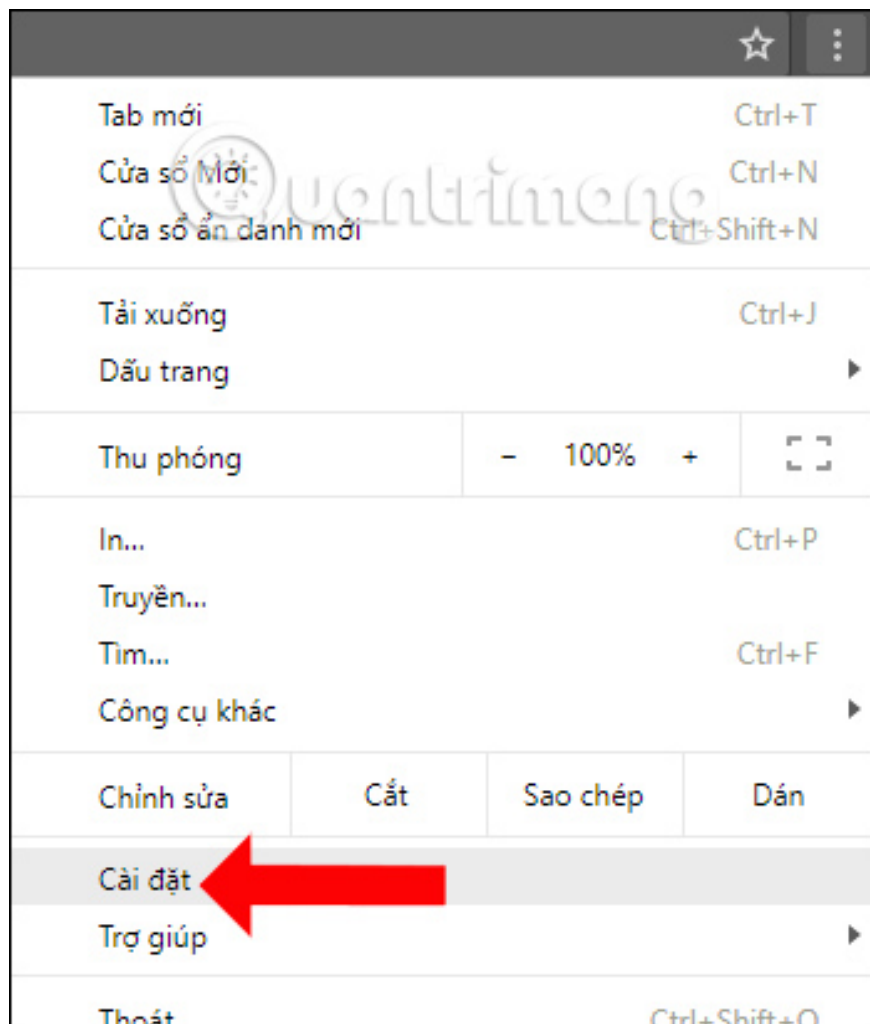 Tab mới Ctrl+T
Cửa sổ Mới Ctrl+N
Quantrimang
Cửa sổ ẩn danh mới Ctrl+Shift+N
Tải xuống Ctrl+J
Dấu trang
Thu phóng − 100% +
In... Ctrl+P
Truyền...
Tìm... Ctrl+F
Công cụ khác
Chỉnh sửa Cắt Sao chép Dán
Cài đặt
Trợ giúp
Thoát Ctrl+Shift+Q